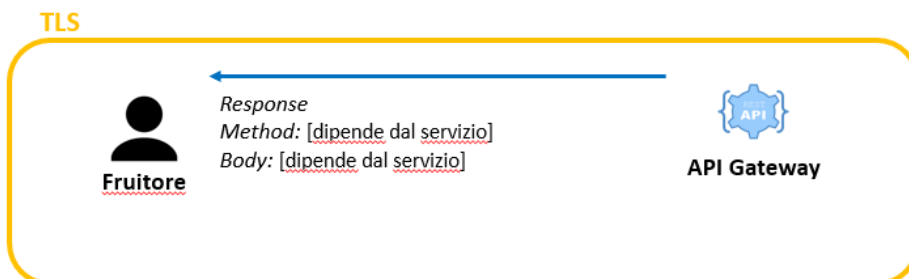 TLS
Response
Method: [dipende dal servizio]
Body: [dipende dal servizio]
Fruitore
REST
API
API Gateway